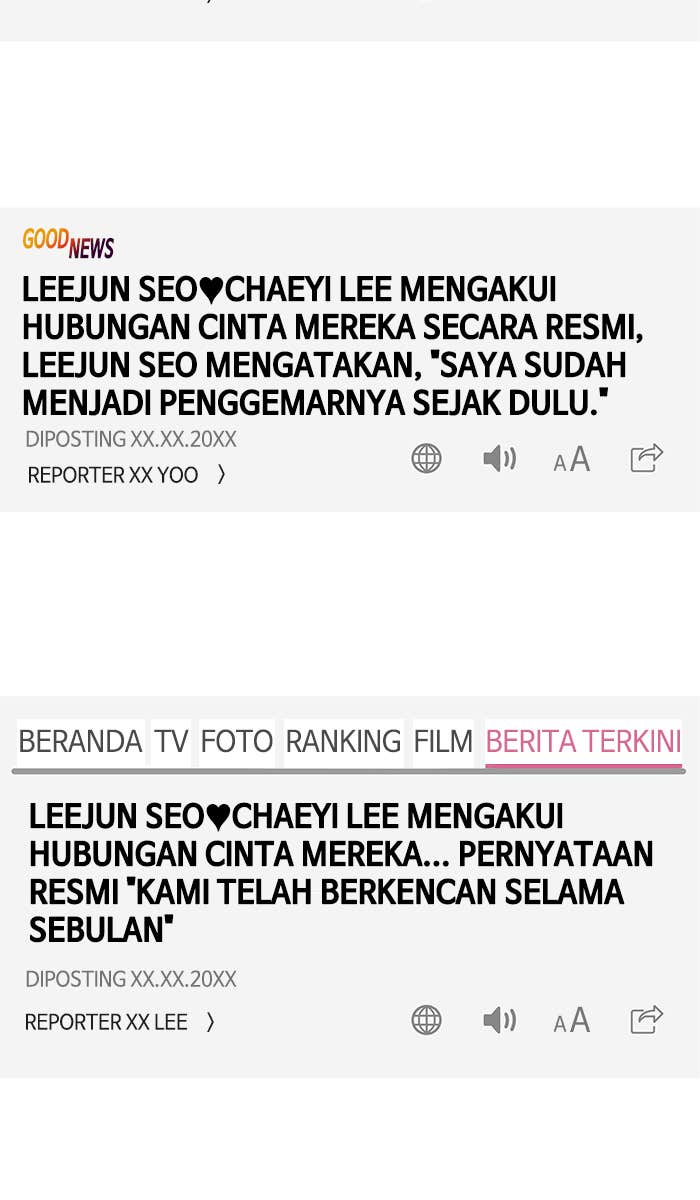 GOOD NEWS
LEEJUN SEO♥CHAEYI LEE MENGAKUI
HUBUNGAN CINTA MEREKA SECARA RESMI,
LEEJUN SEO MENGATAKAN, "SAYA SUDAH
MENJADI PENGGEMARNYA SEJAK DULU."
DIPOSTING XX.XX.20XX
REPORTER XX YOO 〉
AA
BERANDA TV FOTO RANKING FILM BERITA TERKINI
LEEJUN SEO♥CHAEYI LEE MENGAKUI
HUBUNGAN CINTA MEREKA... PERNYATAAN
RESMI "KAMI TELAH BERKENCAN SELAMA
SEBULAN"
DIPOSTING XX.XX.20XX
REPORTER XX LEE 〉
AA